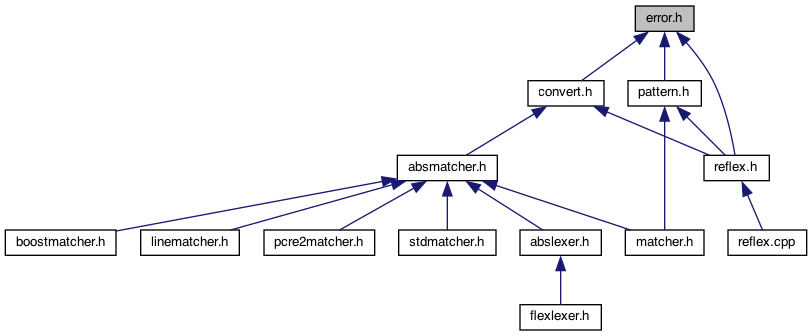 error.h
convert.h
pattern.h
absmatcher.h
reflex.h
boostmatcher.h
linematcher.h
pcre2matcher.h
stdmatcher.h
abslexer.h
matcher.h
reflex.cpp
flexlexer.h